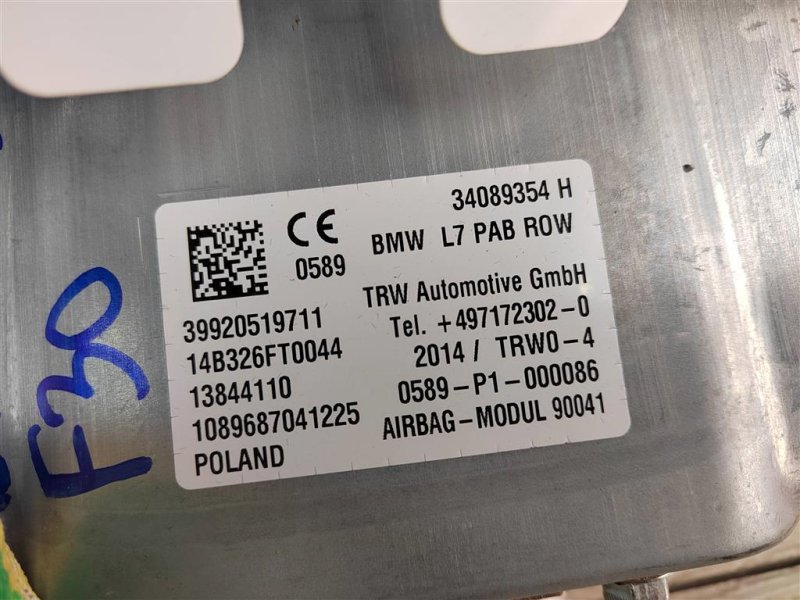 34089354 H
CE
0589
BMW L7 PAB ROW
39920519711
14B326FT0044
13844110
1089687041225
POLAND
TRW Automotive GmbH
Tel. +497172302-0
2014 / TRW0-4
0589-P1-000086
AIRBAG-MODUL 90041
F30